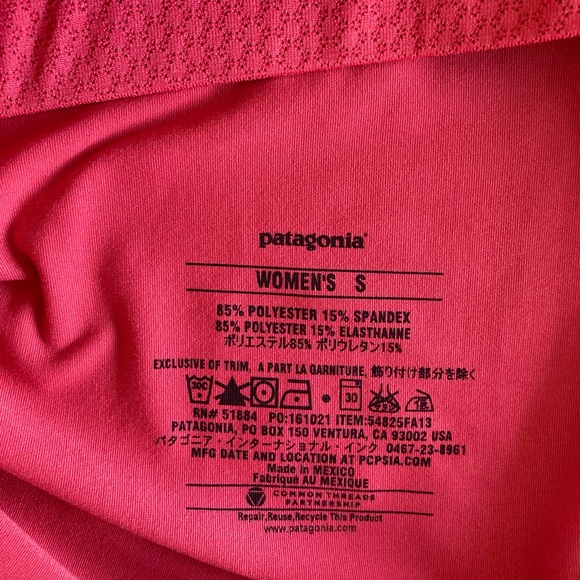 patagonia®
WOMEN'S S
85% POLYESTER 15% SPANDEX
85% POLYESTER 15% ELASTHANNE
ポリエステル85% ポリウレタン15%
EXCLUSIVE OF TRIM, A PART LA GARNITURE, 飾り付け部分を除く
30
RN# 51884 PO:161021 ITEM:54825FA13
PATAGONIA, PO BOX 150 VENTURA, CA 93002 USA
パタゴニア・インターナショナル・インク 0467-23-8961
MFG DATE AND LOCATION AT PCPSIA.COM
Made in MEXICO
Fabriqué AU MEXIQUE
COMMON THREADS
PARTNERSHIP
Repair,Reuse,Recycle This Product
www.patagonia.com